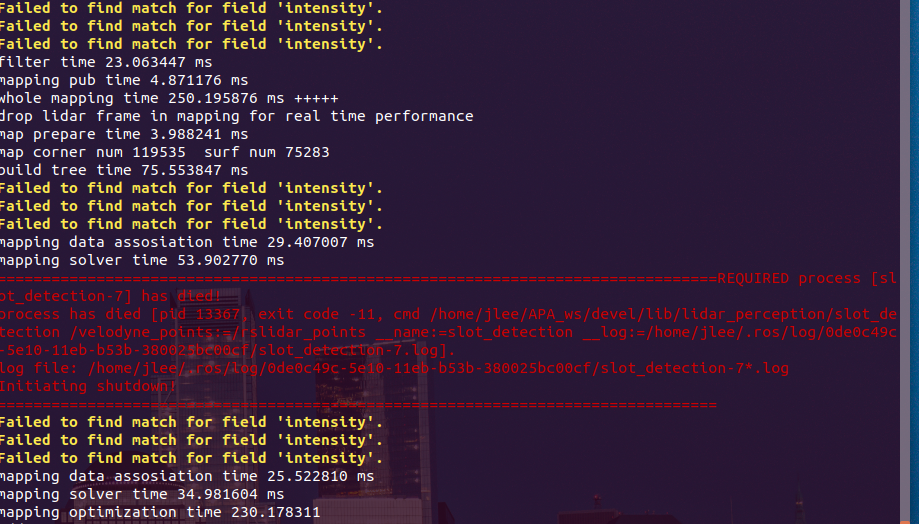 Failed to find match for field 'intensity'.
Failed to find match for field 'intensity'.
Failed to find match for field 'intensity'.
filter time 23.063447 ms
mapping pub time 4.871176 ms
whole mapping time 250.195876 ms +++++
drop lidar frame in mapping for real time performance
map prepare time 3.988241 ms
map corner num 119535  surf num 75283
build tree time 75.553847 ms
Failed to find match for field 'intensity'.
Failed to find match for field 'intensity'.
Failed to find match for field 'intensity'.
mapping data assosiation time 29.407007 ms
mapping solver time 53.902770 ms
================================================================================REQUIRED process [sl
ot_detection-7] has died!
process has died [pid 13367, exit code -11, cmd /home/jlee/APA_ws/devel/lib/lidar_perception/slot_de
tection /velodyne_points:=/rslidar_points __name:=slot_detection __log:=/home/jlee/.ros/log/0de0c49c
-5e10-11eb-b53b-380025bc00cf/slot_detection-7.log].
log file: /home/jlee/.ros/log/0de0c49c-5e10-11eb-b53b-380025bc00cf/slot_detection-7*.log
Initiating shutdown!
================================================================================
Failed to find match for field 'intensity'.
Failed to find match for field 'intensity'.
Failed to find match for field 'intensity'.
mapping data assosiation time 25.522810 ms
mapping solver time 34.981604 ms
mapping optimization time 230.178311